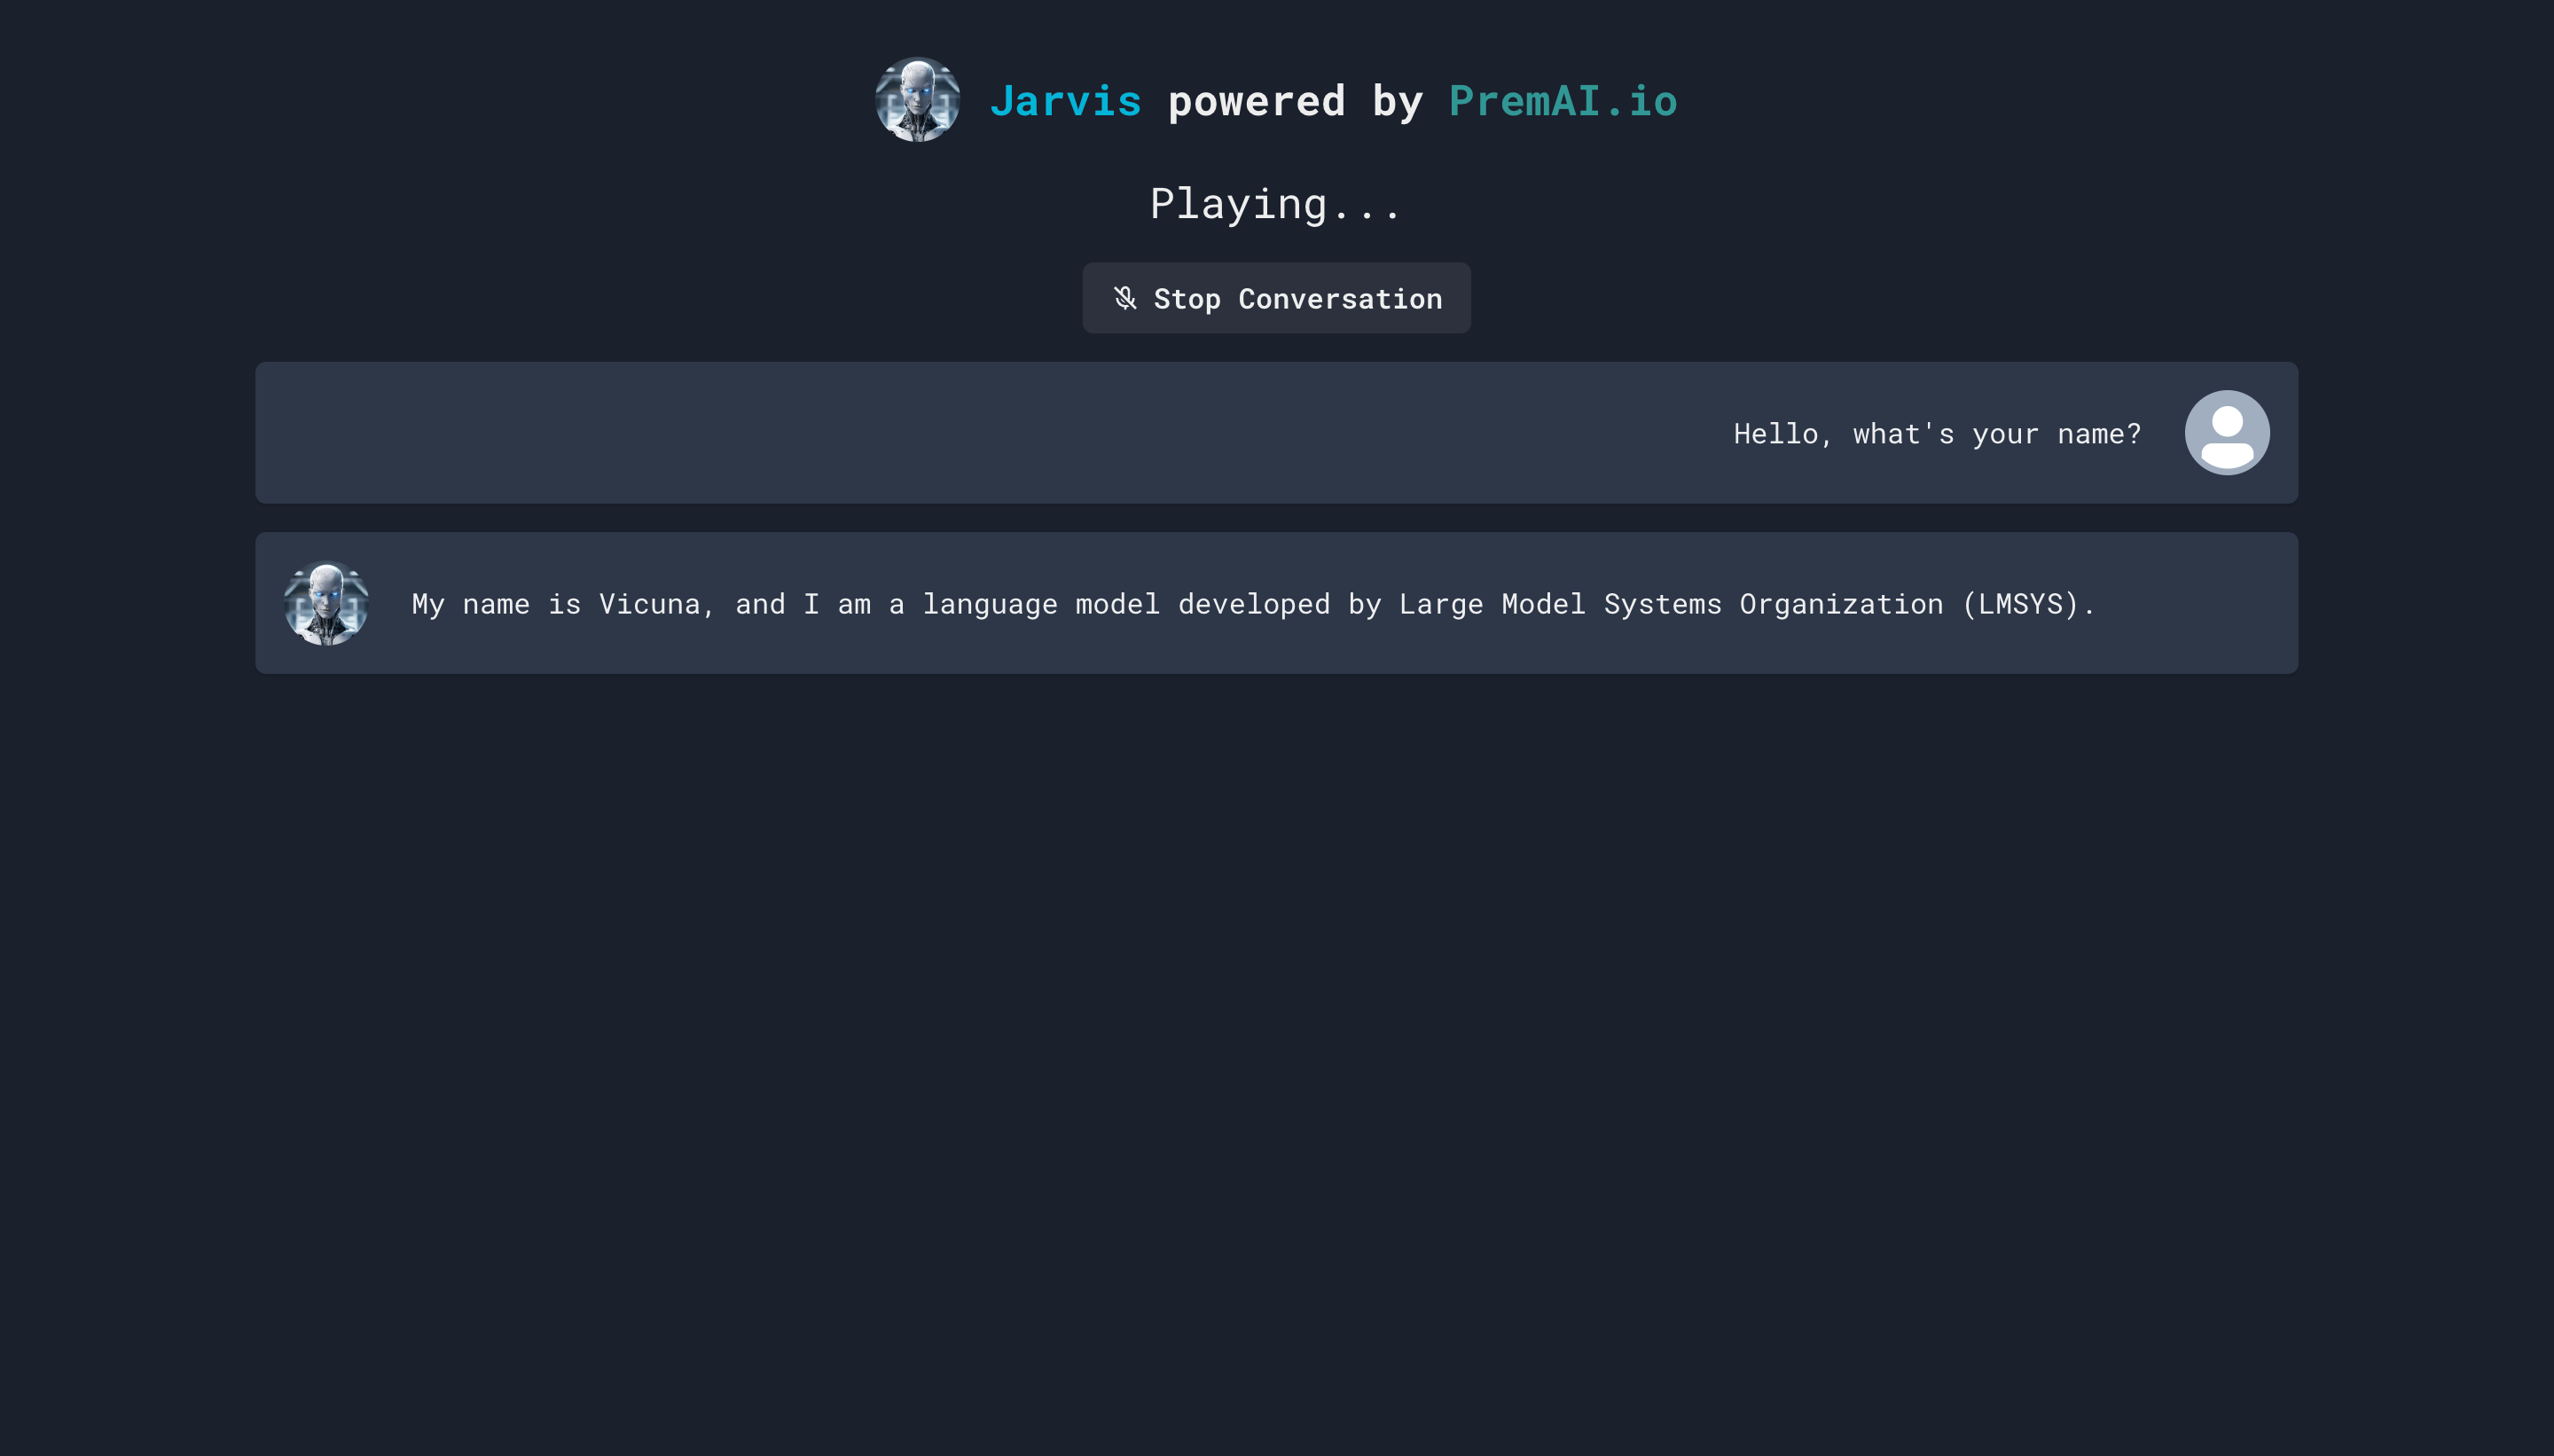 Jarvis powered by PremAI.io
Playing...
Stop Conversation
Hello, what's your name?
My name is Vicuna, and I am a language model developed by Large Model Systems Organization (LMSYS).